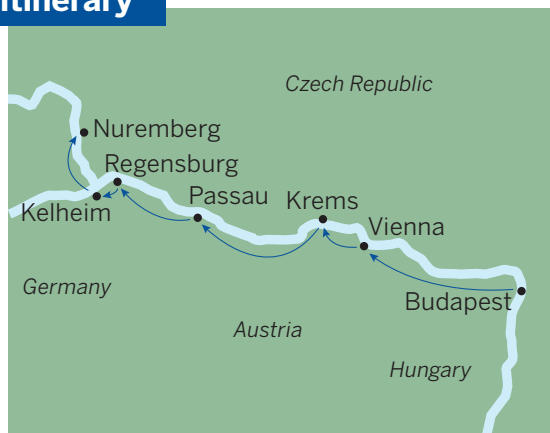 Itinerary
Czech Republic
Nuremberg
Regensburg
Passau
Krems
Kelheim
Vienna
Germany
Budapest
Austria
Hungary